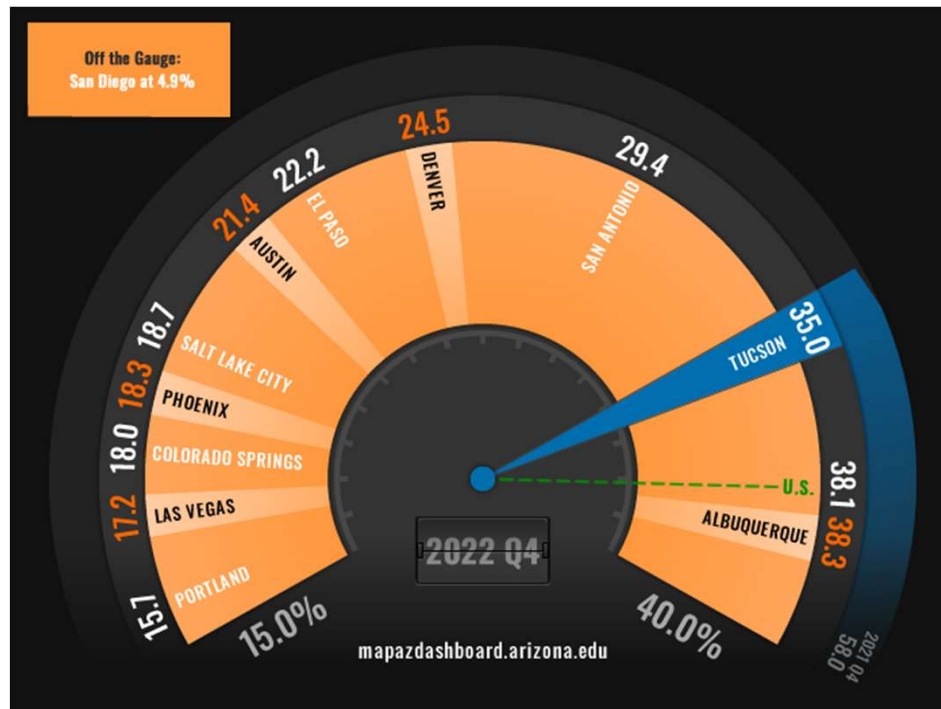 Off the Gauge:
San Diego at 4.9%
15.7
PORTLAND
17.2
LAS VEGAS
18.0
COLORADO SPRINGS
18.3
PHOENIX
18.7
SALT LAKE CITY
21.4
AUSTIN
22.2
EL PASO
24.5
DENVER
29.4
SAN ANTONIO
35.0
TUCSON
38.1
U.S.
38.3
ALBUQUERQUE
2022 Q4
15.0%
40.0%
2021 Q4
58.0
mapazdashboard.arizona.edu